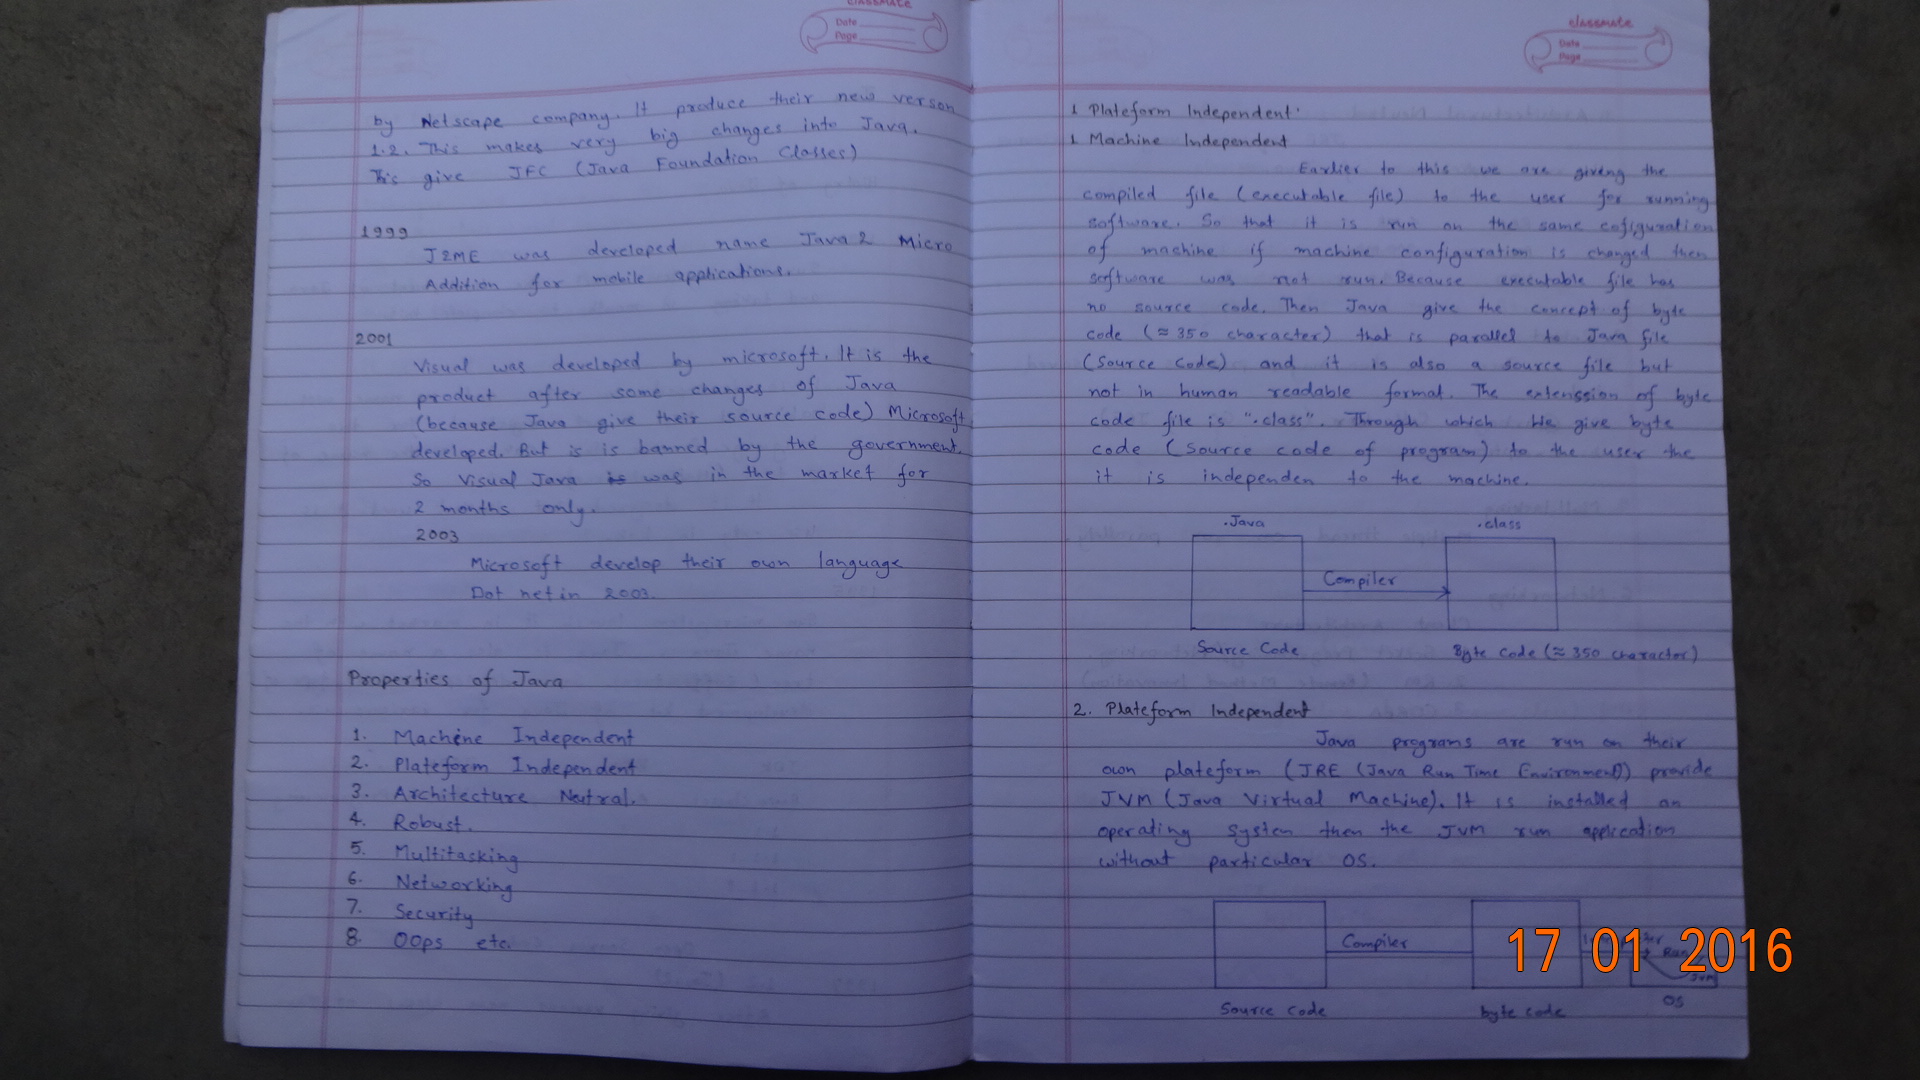 classmate
Date
Page
by Netscape company. It produce their new verson
1.2. This makes very big changes into Java.
This give JFC (Java Foundation Classes)
1999
J2ME was developed name Java 2 Micro
Addition for mobile applications.
2001
Visual was developed by microsoft. It is the
product after some changes of Java
(because Java give their source code) Microsoft
developed. But is is banned by the government.
So Visual Java was in the market for
2 months only.
2003
Microsoft develop their own language
Dot net in 2003.
Properties of Java
1. Machine Independent
2. Plateform Independent
3. Architecture Neutral.
4. Robust.
5. Multitasking
6. Networking
7. Security
8. OOps etc.
classmate
Date
Page
1 Plateform Independent.
1 Machine Independent
Earlier to this we are giving the
compiled file (executable file) to the user for running
software. So that it is run on the same cofiguration
of machine if machine configuration is changed then
software was not run. Because executable file has
no source code. Then Java give the concept of byte
code (≈ 350 character) that is parallel to Java file
(Source Code) and it is also a source file but
not in human readable format. The extension of byte
code file is ".class". Through which We give byte
code (Source code of program) to the user the
it is independen to the machine.
.Java .class
Compiler
Source Code Byte code (≈ 350 character)
2. Plateform Independent
Java programs are run on their
own plateform (JRE (Java Run Time Environment)) provide
JVM (Java Virtual Machine). It is installed an
operating system then the JVM run application
without particular OS.
Compiler
JVM
Source code byte code OS
17 01 2016